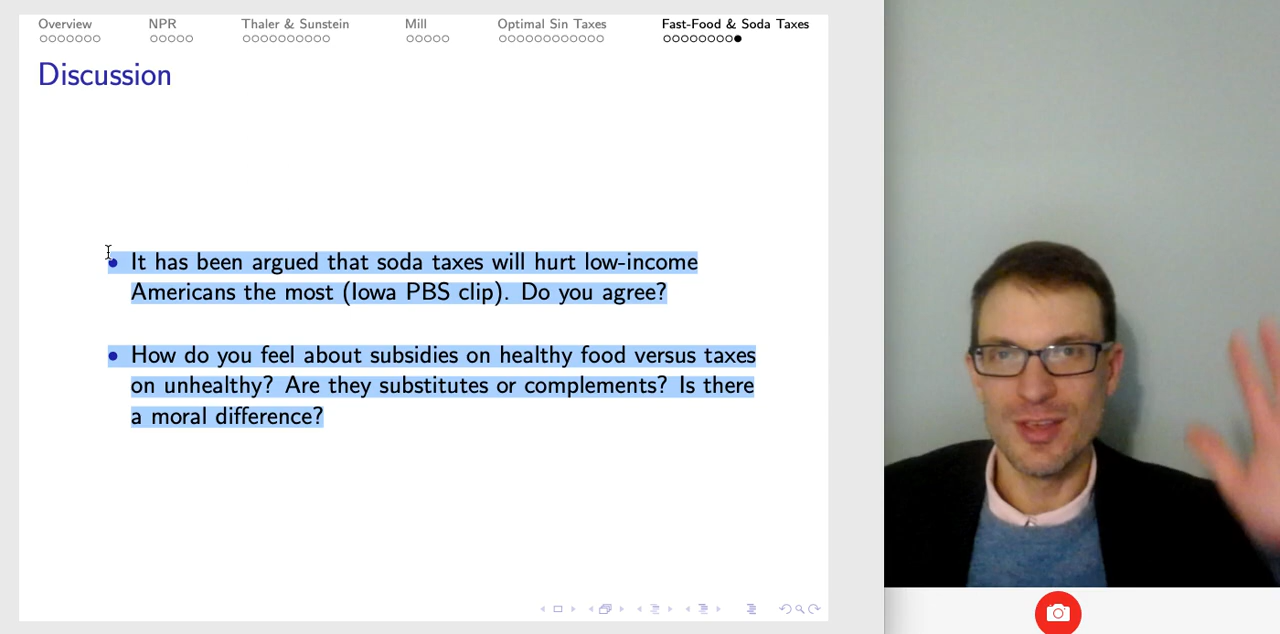 Overview NPR Thaler & Sunstein Mill Optimal Sin Taxes Fast-Food & Soda Taxes
Discussion
• It has been argued that soda taxes will hurt low-income
Americans the most (Iowa PBS clip). Do you agree?
• How do you feel about subsidies on healthy food versus taxes
on unhealthy? Are they substitutes or complements? Is there
a moral difference?